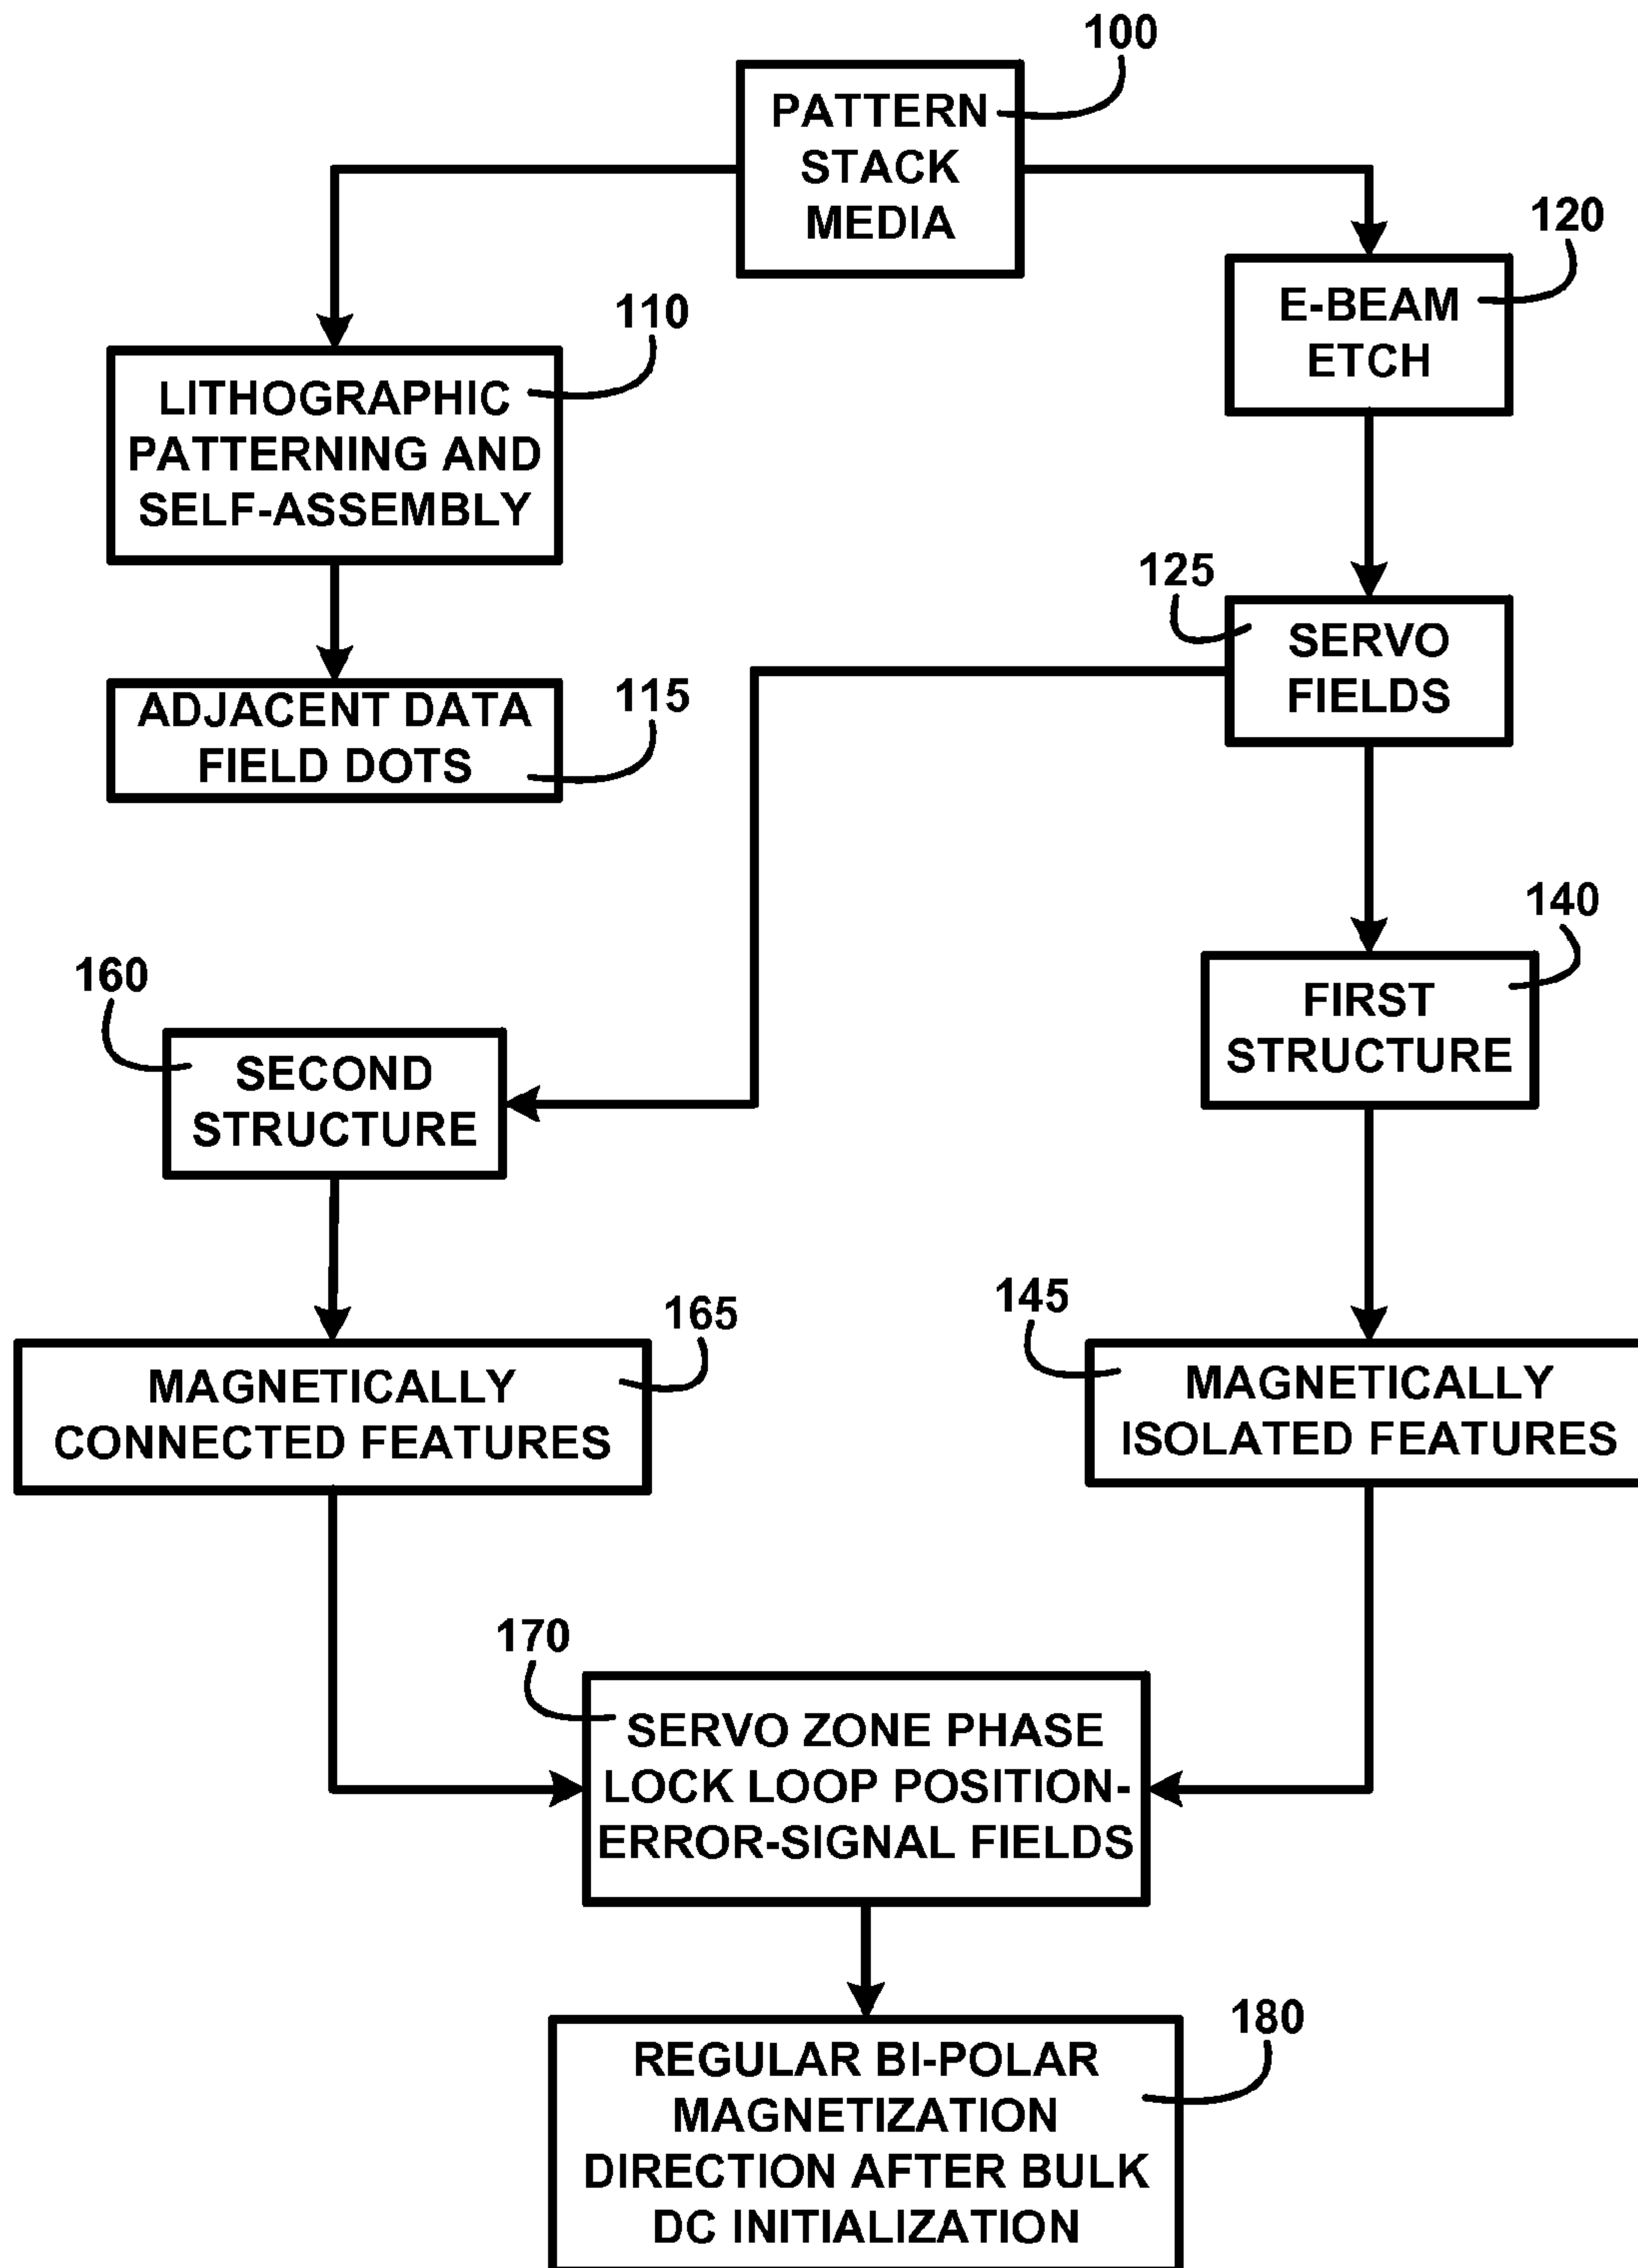 100
PATTERN
STACK
MEDIA
120
E-BEAM
ETCH
110
LITHOGRAPHIC
PATTERNING AND
SELF-ASSEMBLY
125
SERVO
FIELDS
115
ADJACENT DATA
FIELD DOTS
140
FIRST
STRUCTURE
160
SECOND
STRUCTURE
165
MAGNETICALLY
CONNECTED FEATURES
145
MAGNETICALLY
ISOLATED FEATURES
170
SERVO ZONE PHASE
LOCK LOOP POSITION-
ERROR-SIGNAL FIELDS
180
REGULAR BI-POLAR
MAGNETIZATION
DIRECTION AFTER BULK
DC INITIALIZATION